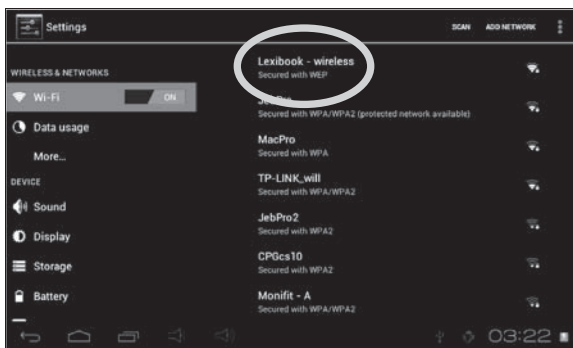 Settings
SCAN
ADD NETWORK
WIRELESS & NETWORKS
Wi-Fi
ON
Data usage
More...
DEVICE
Sound
Display
Storage
Battery
Lexibook - wireless
Secured with WEP
Secured with WPA/WPA2 (protected network available)
MacPro
Secured with WPA
TP-LINK_will
Secured with WPA/WPA2
JebPro2
Secured with WPA2
CPGcs10
Secured with WPA2
Monifit - A
Secured with WPA/WPA2
03:22